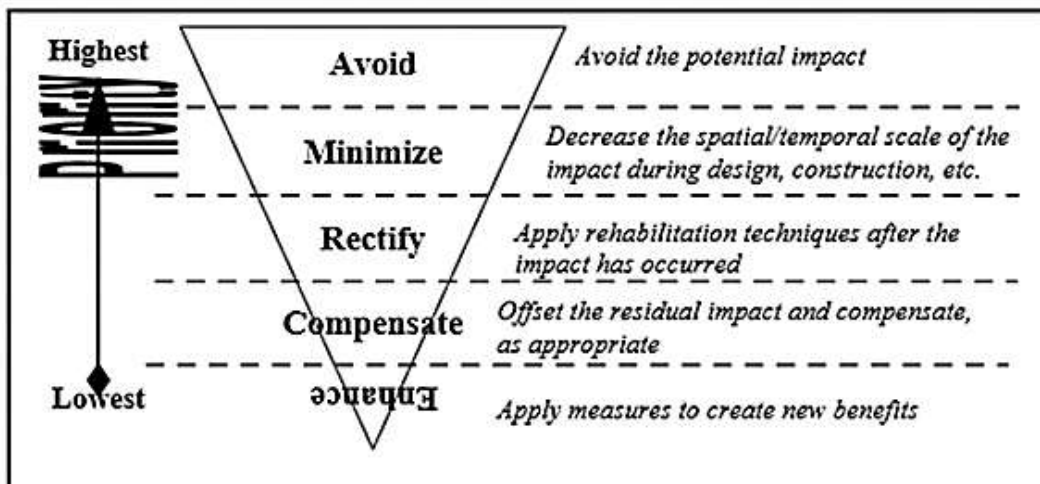 Highest
Avoid
Avoid the potential impact
Minimize
Decrease the spatial/temporal scale of the
impact during design, construction, etc.
Rectify
Apply rehabilitation techniques after the
impact has occurred
Compensate
Offset the residual impact and compensate,
as appropriate
Lowest
Enhance
Apply measures to create new benefits